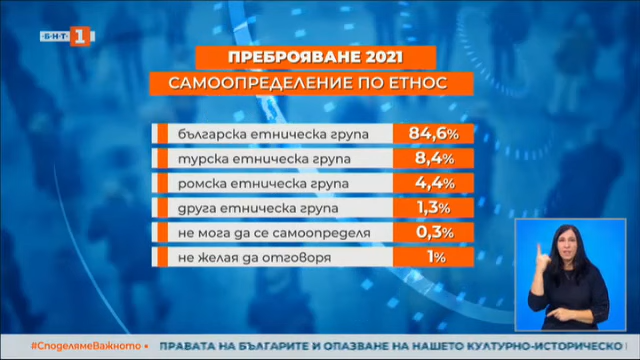 БНТ 1
ПРЕБРОЯВАНЕ 2021
САМООПРЕДЕЛЕНИЕ ПО ЕТНОС
българска етническа група 84,6%
турска етническа група 8,4%
ромска етническа група 4,4%
друга етническа група 1,3%
не мога да се самоопределя 0,3%
не желая да отговоря 1%
#СподелямеВажното • ПРАВАТА НА БЪЛГАРИТЕ И ОПАЗВАНЕ НА НАШЕТО КУЛТУРНО-ИСТОРИЧЕСКО